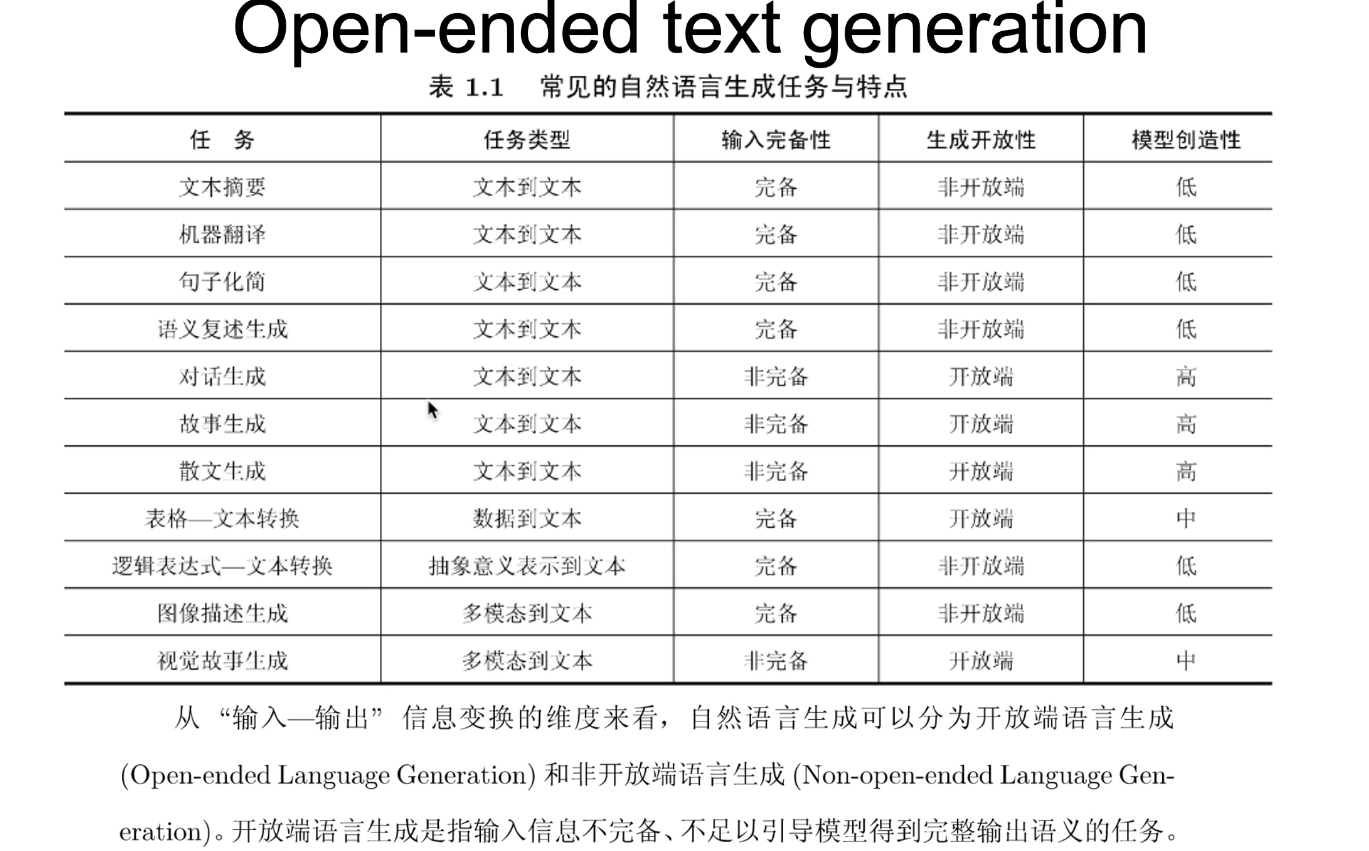 Open-ended text generation
表 1.1 常见的自然语言生成任务与特点
任 务 任务类型 输入完备性 生成开放性 模型创造性
文本摘要 文本到文本 完备 非开放端 低
机器翻译 文本到文本 完备 非开放端 低
句子化简 文本到文本 完备 非开放端 低
语义复述生成 文本到文本 完备 非开放端 低
对话生成 文本到文本 非完备 开放端 高
故事生成 文本到文本 非完备 开放端 高
散文生成 文本到文本 非完备 开放端 高
表格—文本转换 数据到文本 完备 开放端 中
逻辑表达式—文本转换 抽象意义表示到文本 完备 非开放端 低
图像描述生成 多模态到文本 完备 非开放端 低
视觉故事生成 多模态到文本 非完备 开放端 中
从 “输入—输出” 信息变换的维度来看，自然语言生成可以分为开放端语言生成
(Open-ended Language Generation) 和非开放端语言生成 (Non-open-ended Language Gen-
eration)。开放端语言生成是指输入信息不完备、不足以引导模型得到完整输出语义的任务。